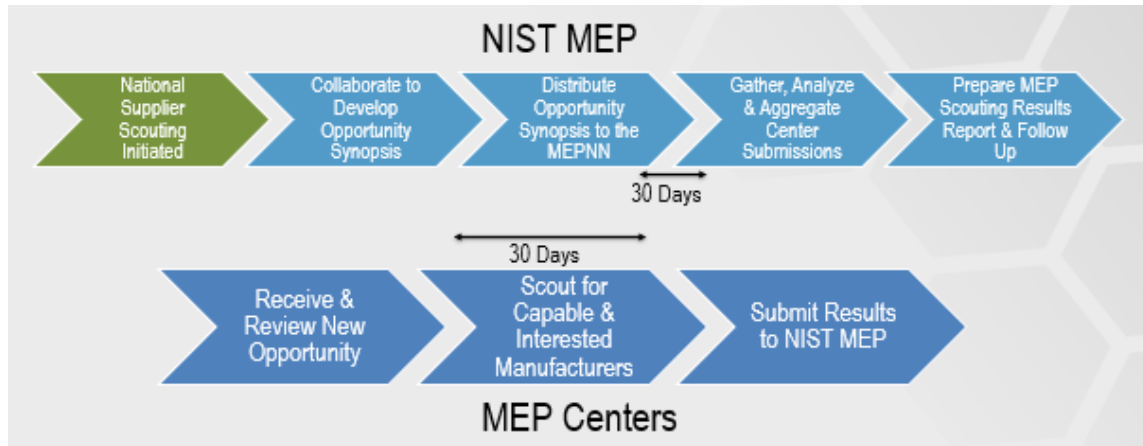 NIST MEP
National
Supplier
Scouting
Initiated
Collaborate to
Develop
Opportunity
Synopsis
Distribute
Opportunity
Synopsis to the
MEPNN
Gather, Analyze
& Aggregate
Center
Submissions
Prepare MEP
Scouting Results
Report & Follow
Up
30 Days
30 Days
Receive &
Review New
Opportunity
Scout for
Capable &
Interested
Manufacturers
Submit Results
to NIST MEP
MEP Centers